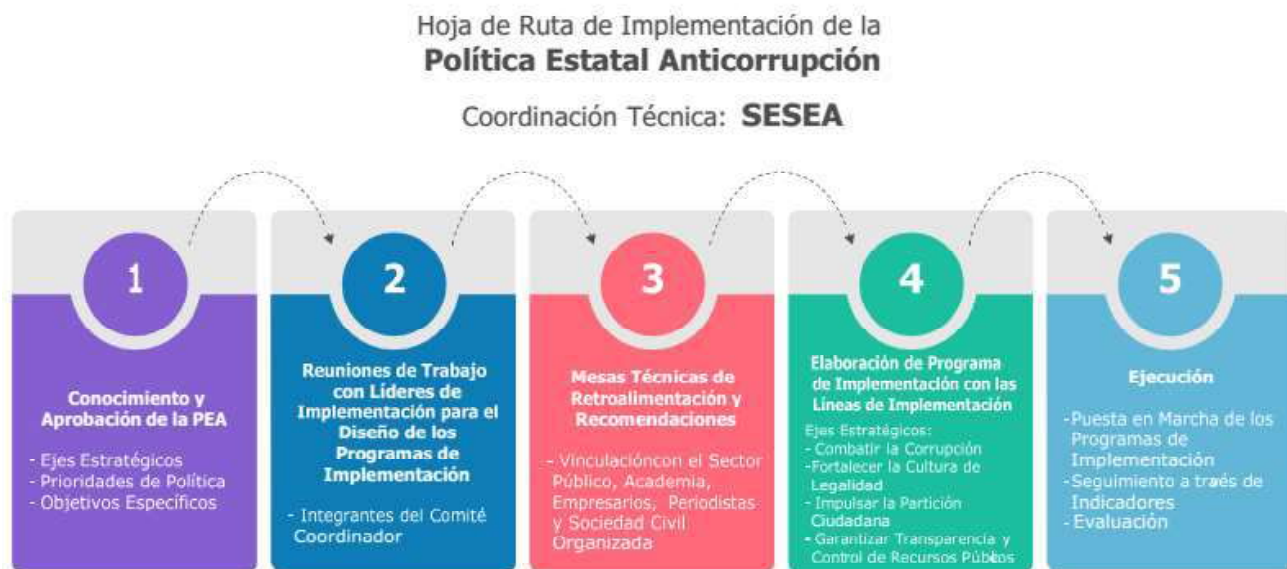 Hoja de Ruta de Implementación de la
Política Estatal Anticorrupción
Coordinación Técnica: SESEA
1
Conocimiento y
Aprobación de la PEA
- Ejes Estratégicos
- Prioridades de Política
- Objetivos Específicos
2
Reuniones de Trabajo
con Líderes de
Implementación para el
Diseño de los
Programas de
Implementación
- Integrantes del Comité
Coordinador
3
Mesas Técnicas de
Retroalimentación y
Recomendaciones
- Vinculacióncon el Sector
Público, Academia,
Empresarios, Periodistas
y Sociedad Civil
Organizada
4
Elaboración de Programa
de Implementación con las
Líneas de Implementación
Ejes Estratégicos:
- Combatir la Corrupción
-Fortalecer la Cultura de
Legalidad
- Impulsar la Partición
Ciudadana
- Garantizar Transparencia y
Control de Recursos Públicos
5
Ejecución
-Puesta en Marcha de los
Programas de
Implementación
-Seguimiento a través de
Indicadores
- Evaluación